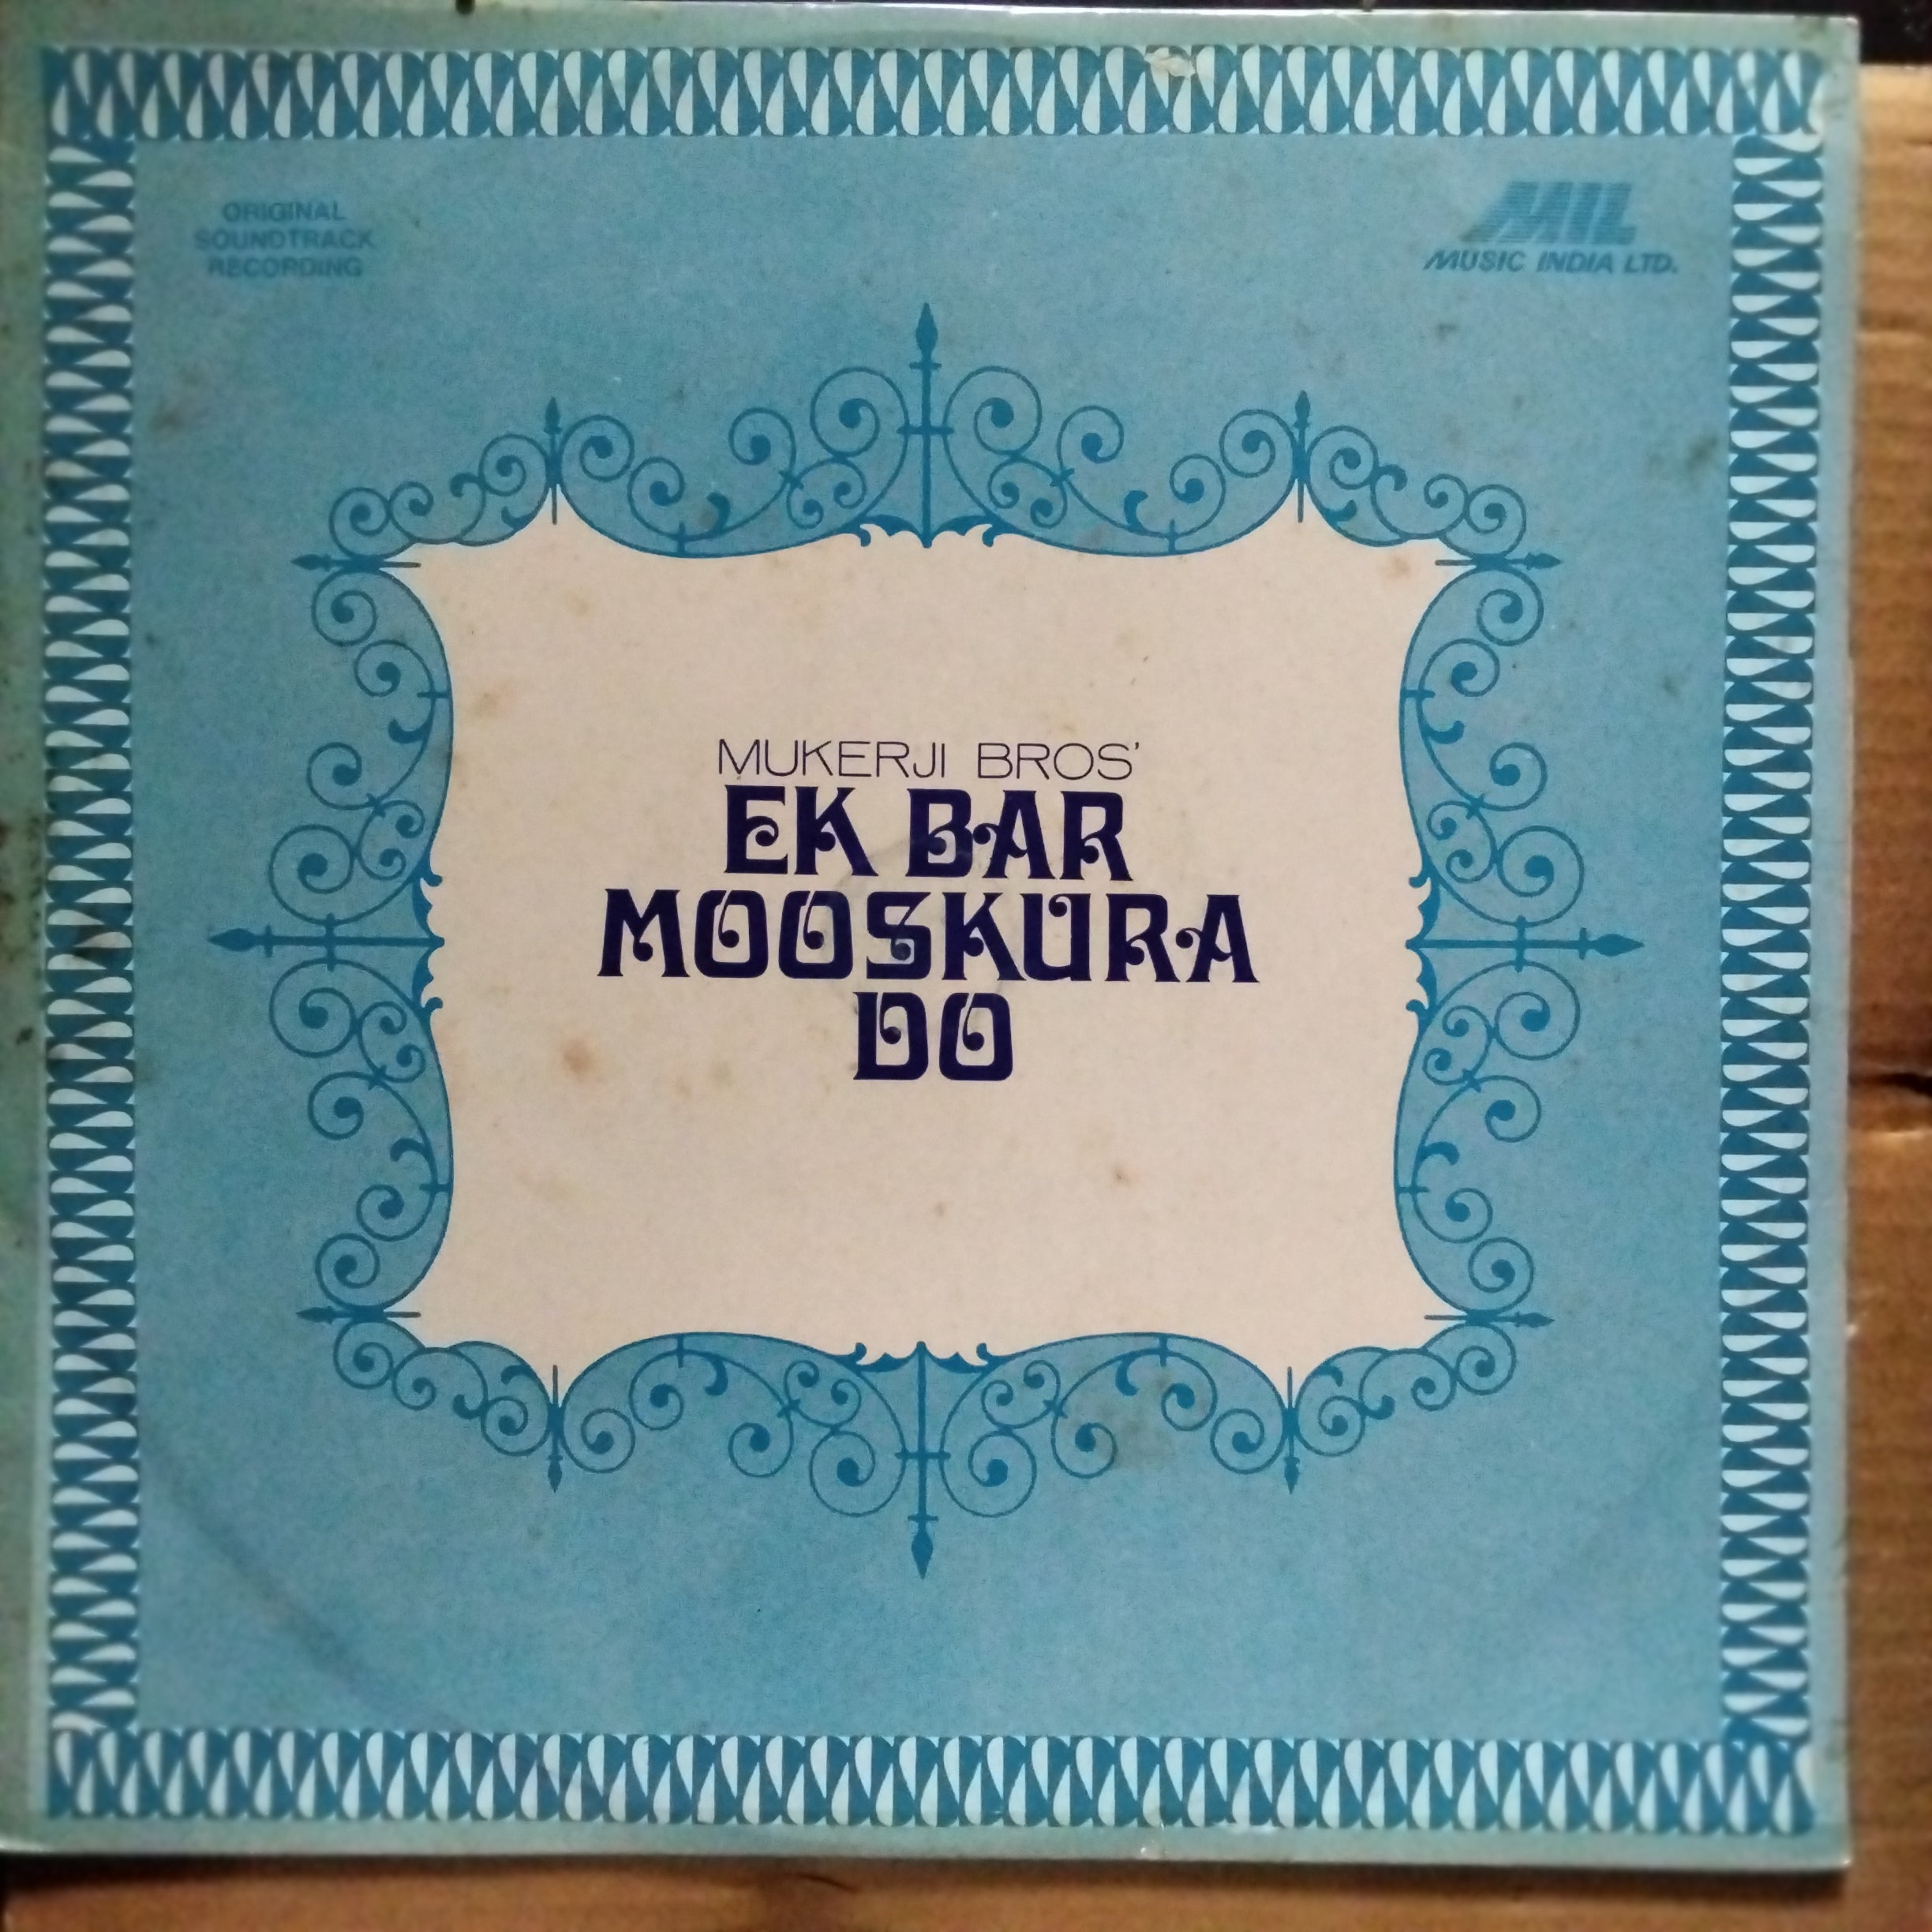 ORIGINAL
SOUNDTRACK
RECORDING
MIL
MUSIC INDIA LTD.
MUKERJI BROS'
EK BAR
MOOSKURA
DO